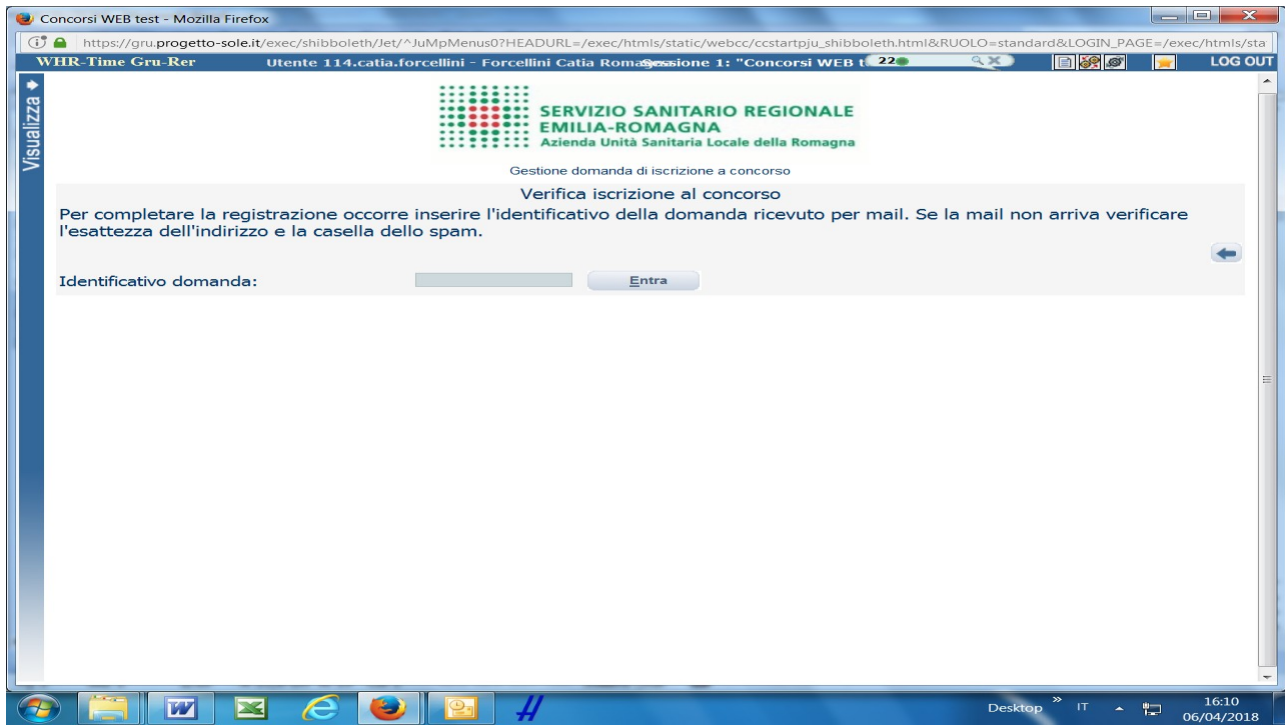 Concorsi WEB test - Mozilla Firefox
https://gru.progetto-sole.it/exec/shibboleth/Jet/^JuMpMenus0?HEADURL=/exec/htmls/static/webcc/ccstartpju_shibboleth.html&RUOLO=standard&LOGIN_PAGE=/exec/htmls/sta
WHR-Time Gru-Rer Utente 114.catia.forcellini - Forcellini Catia 1: "Concorsi WEB t 22 LOG OUT
Visualizza
SERVIZIO SANITARIO REGIONALE
EMILIA-ROMAGNA
Azienda Unità Sanitaria Locale della Romagna
Gestione domanda di iscrizione a concorso
Verifica iscrizione al concorso
Per completare la registrazione occorre inserire l'identificativo della domanda ricevuto per mail. Se la mail non arriva verificare
l'esattezza dell'indirizzo e la casella dello spam.
Identificativo domanda: Entra
Desktop » IT 16:10
06/04/2018